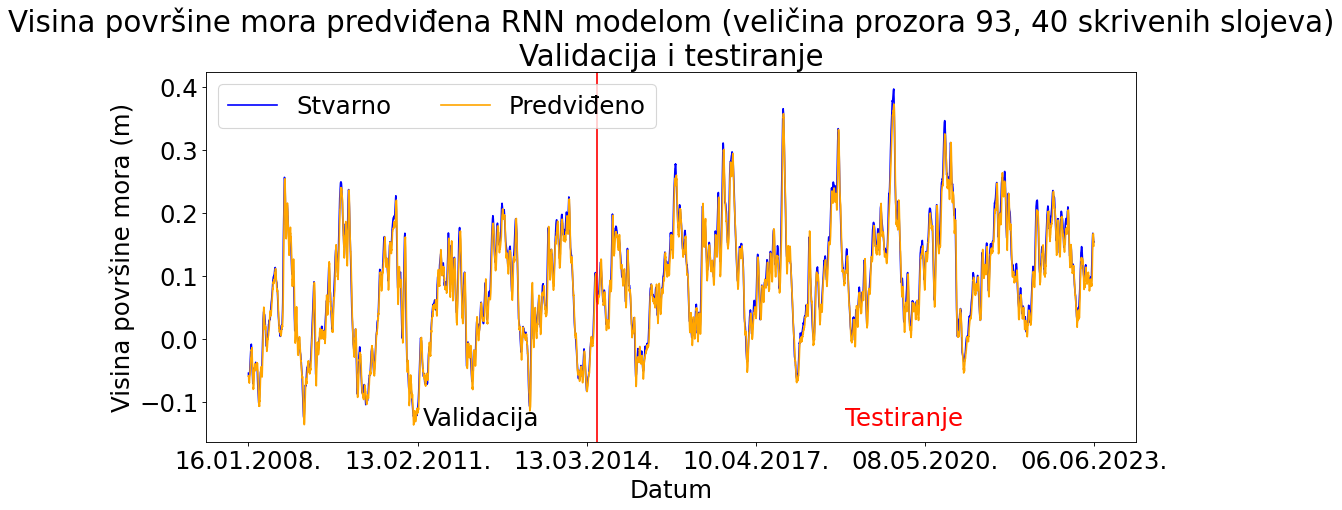 Visina površine mora predviđena RNN modelom (veličina prozora 93, 40 skrivenih slojeva)
Validacija i testiranje
Stvarno
Predviđeno
Visina površine mora (m)
0.4
0.3
0.2
0.1
0.0
−0.1
Validacija
Testiranje
16.01.2008.
13.02.2011.
13.03.2014.
10.04.2017.
08.05.2020.
06.06.2023.
Datum